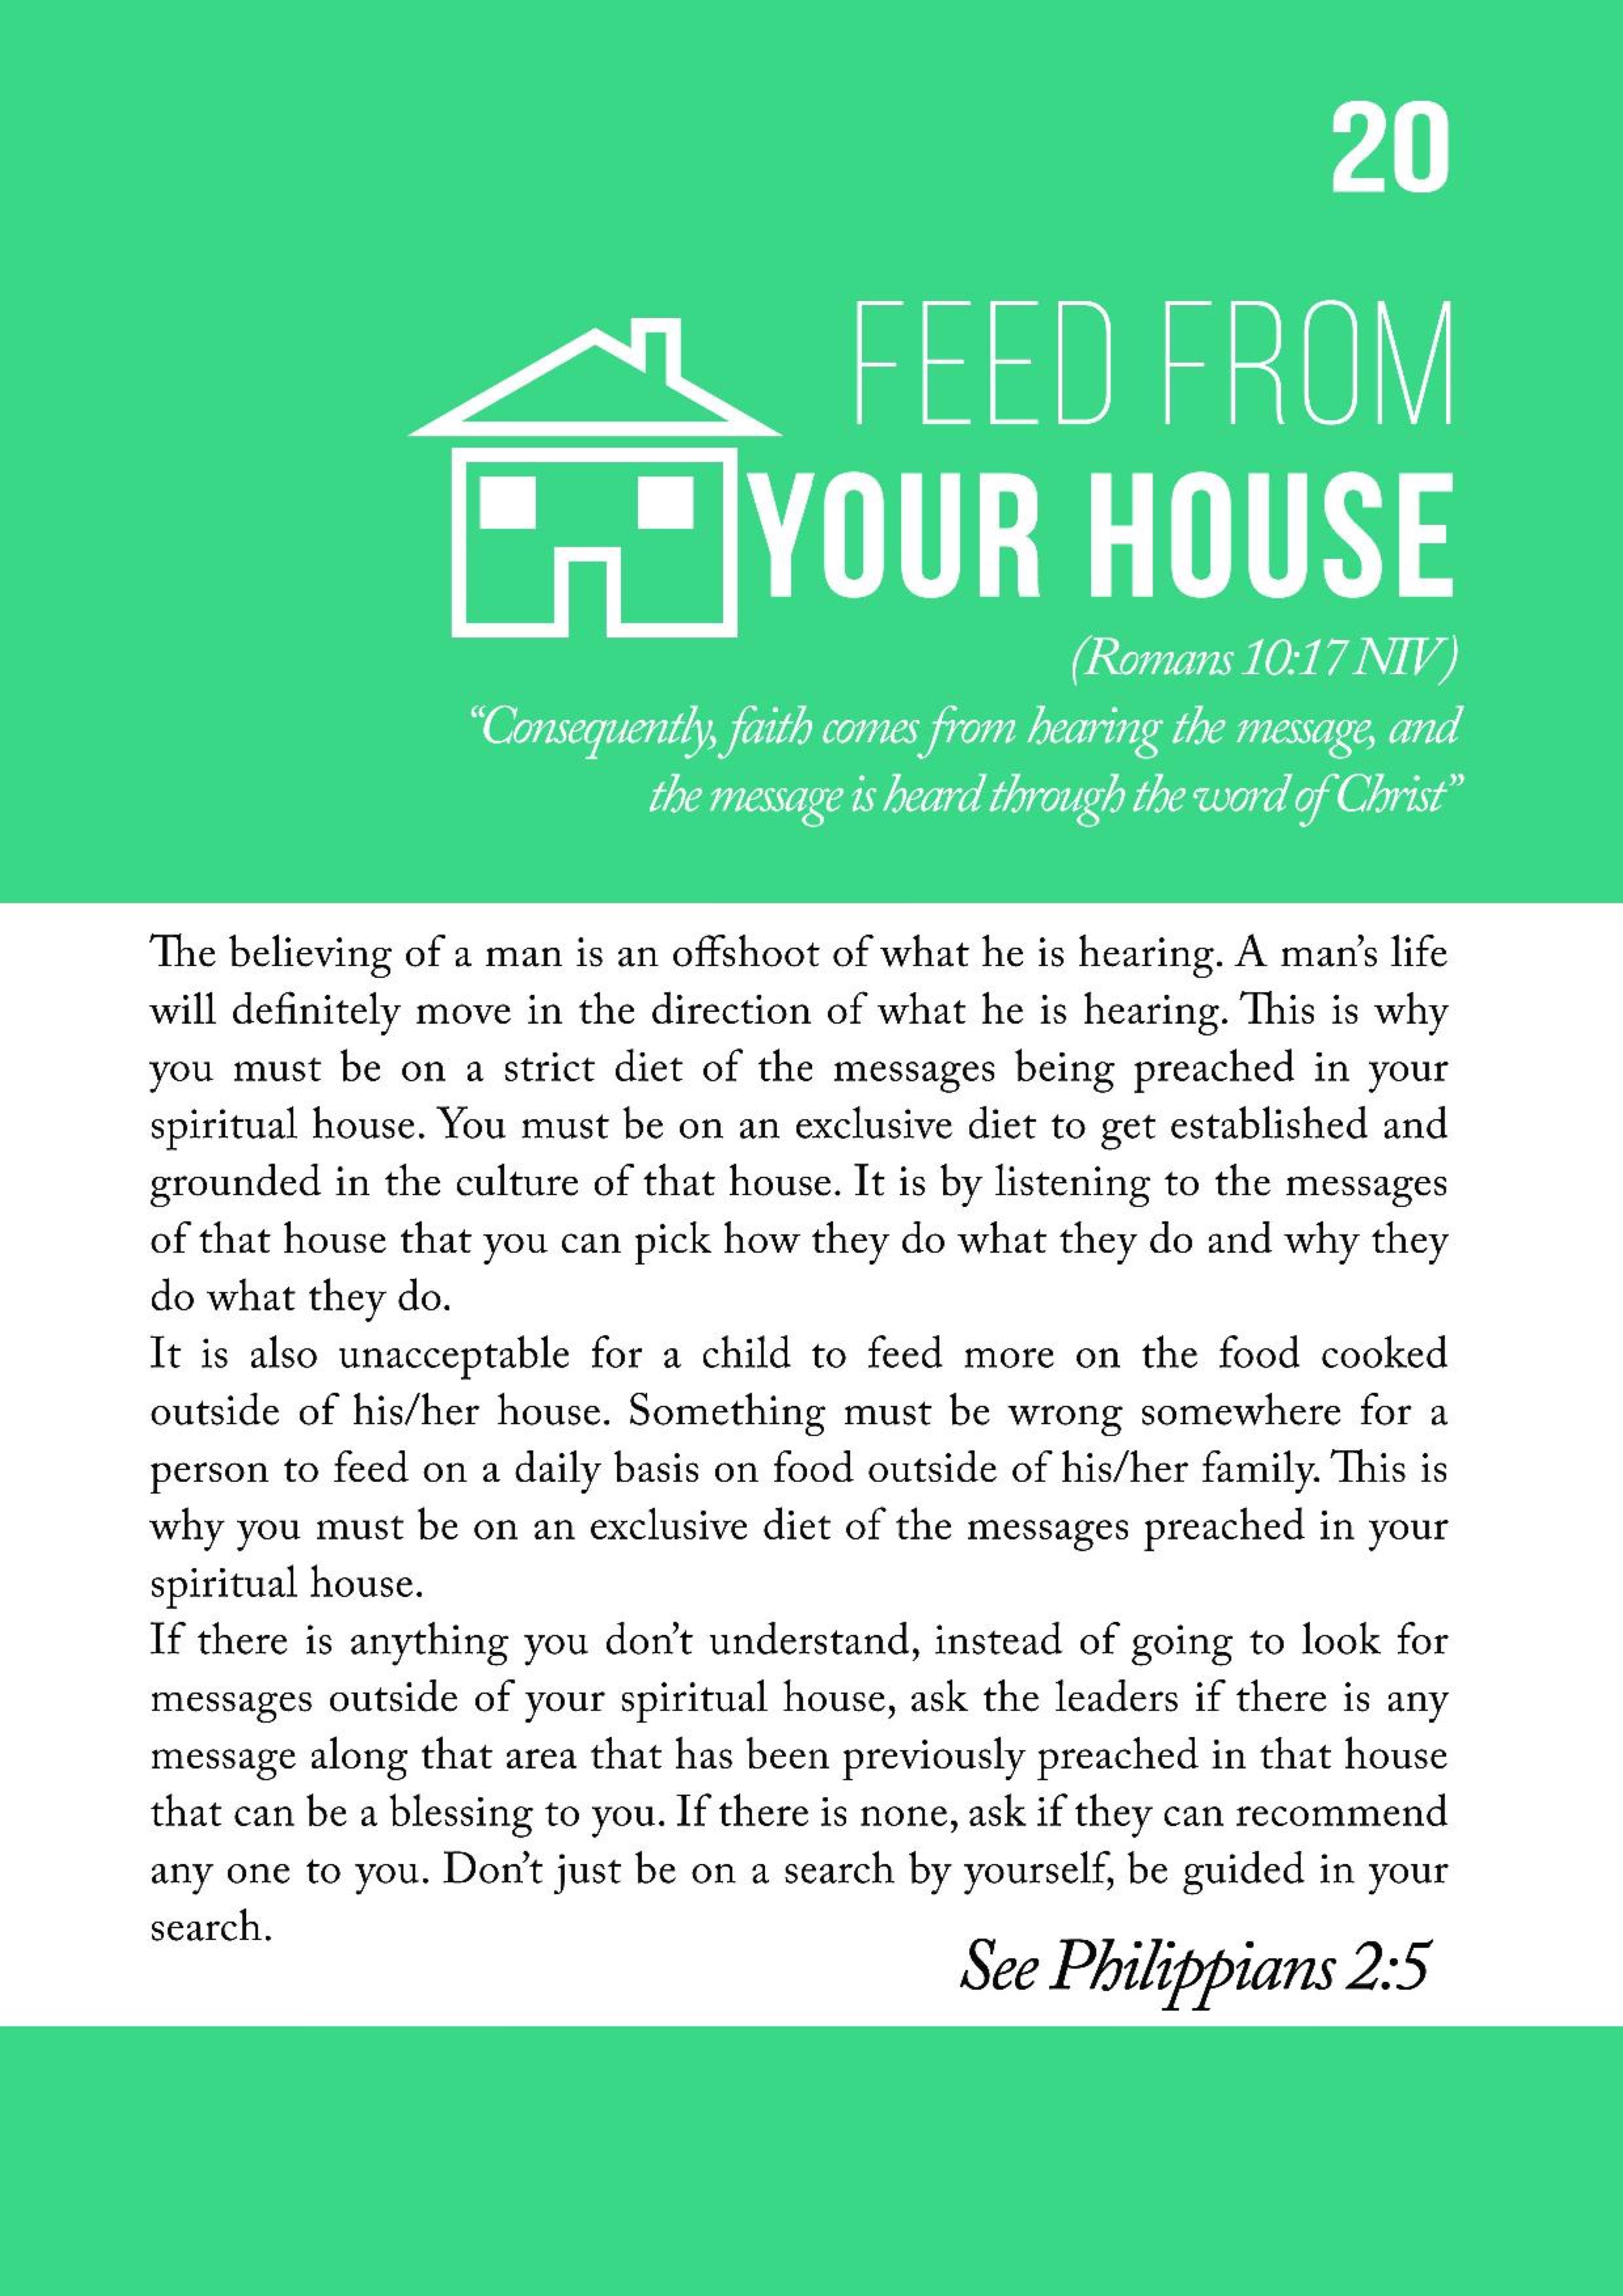 20
FEED FROM
YOUR HOUSE
(Romans 10:17 NIV)
“Consequently, faith comes from hearing the message, and
the message is heard through the word of Christ”
The believing of a man is an offshoot of what he is hearing. A man’s life
will definitely move in the direction of what he is hearing. This is why
you must be on a strict diet of the messages being preached in your
spiritual house. You must be on an exclusive diet to get established and
grounded in the culture of that house. It is by listening to the messages
of that house that you can pick how they do what they do and why they
do what they do.
It is also unacceptable for a child to feed more on the food cooked
outside of his/her house. Something must be wrong somewhere for a
person to feed on a daily basis on food outside of his/her family. This is
why you must be on an exclusive diet of the messages preached in your
spiritual house.
If there is anything you don’t understand, instead of going to look for
messages outside of your spiritual house, ask the leaders if there is any
message along that area that has been previously preached in that house
that can be a blessing to you. If there is none, ask if they can recommend
any one to you. Don’t just be on a search by yourself, be guided in your
search.
See Philippians 2:5